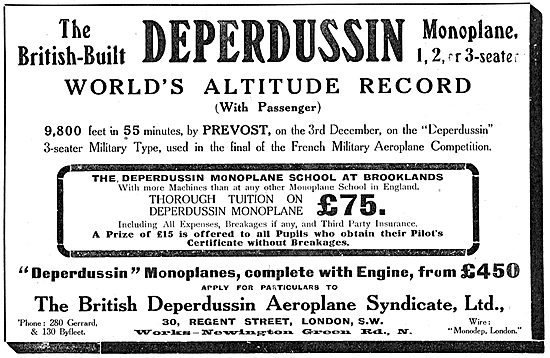 The
British-Built
DEPERDUSSIN
Monoplane.
1, 2, or 3-seater
WORLD'S ALTITUDE RECORD
(With Passenger)
9,800 feet in 55 minutes, by PREVOST, on the 3rd December, on the "Deperdussin"
3-seater Military Type, used in the final of the French Military Aeroplane Competition.
THE DEPERDUSSIN MONOPLANE SCHOOL AT BROOKLANDS
With more Machines than at any other Monoplane School in England.
THOROUGH TUITION ON
DEPERDUSSIN MONOPLANE
£75.
Including All Expenses, Breakages if any, and Third Party Insurance.
A Prize of £15 is offered to all Pupils who obtain their Pilot's
Certificate without Breakages.
"Deperdussin" Monoplanes, complete with Engine, from £450
APPLY FOR PARTICULARS TO
The British Deperdussin Aeroplane Syndicate, Ltd.,
'Phone: 280 Gerrard,
& 130 Byfleet.
30, REGENT STREET, LONDON, S.W.
Works—Newington Green Rd., N.
Wire:
"Monodep, London."